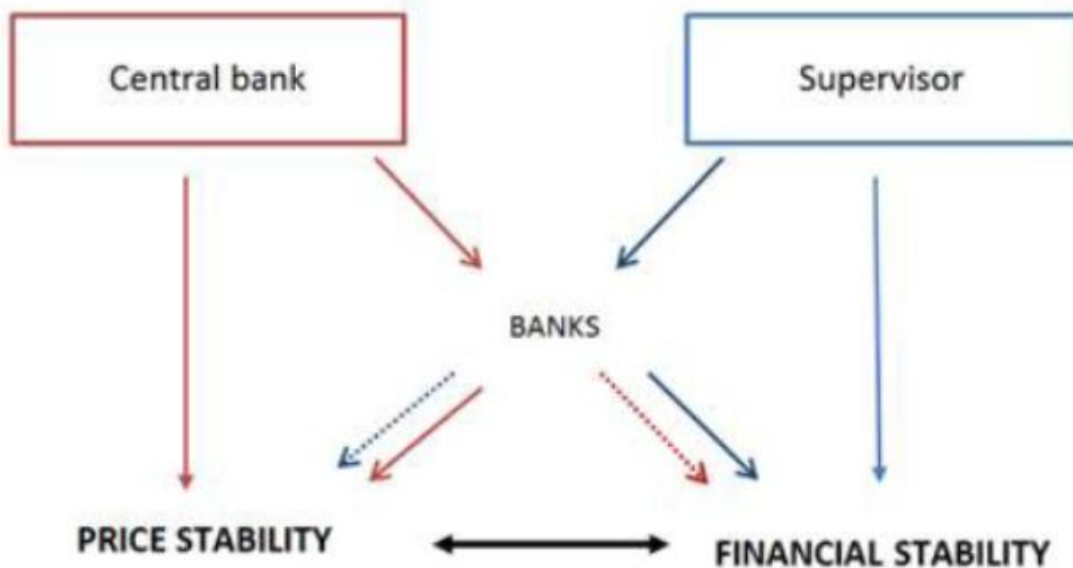 Central bank
Supervisor
BANKS
PRICE STABILITY
FINANCIAL STABILITY